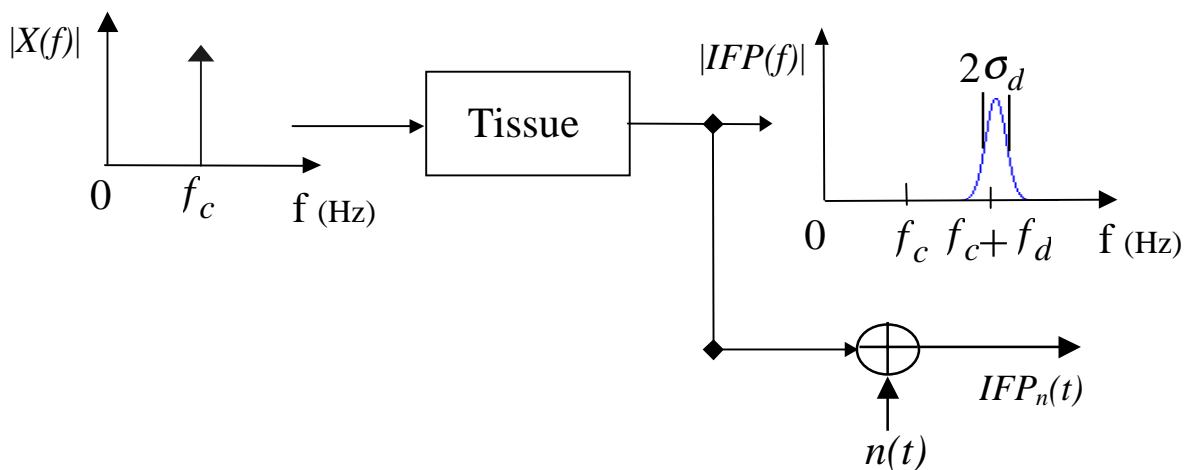 |X(f)|
0
f_c
f (Hz)
Tissue
|IFP(f)|
2σ_d
0
f_c
f_c + f_d
f (Hz)
IFP_n(t)
n(t)